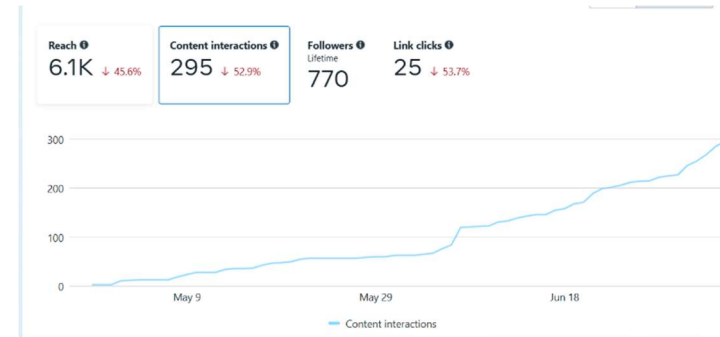 Reach
6.1K ↓ 45.6%
Content interactions
295 ↓ 52.9%
Followers
Lifetime
770
Link clicks
25 ↓ 53.7%
300
200
100
0
May 9
May 29
Jun 18
Content interactions